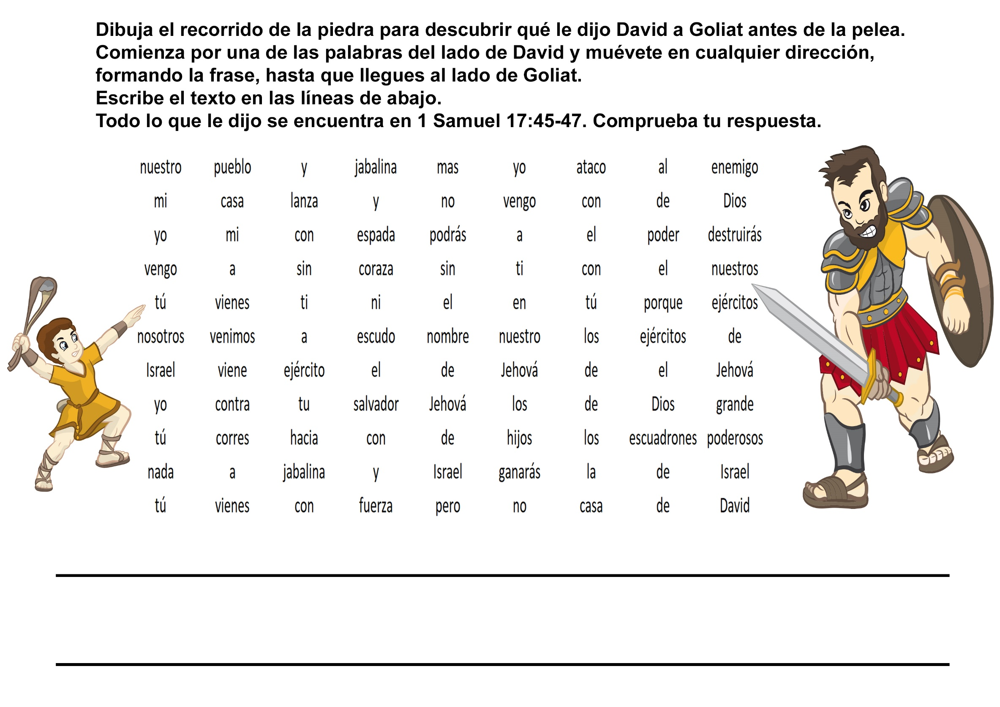 Dibuja el recorrido de la piedra para descubrir qué le dijo David a Goliat antes de la pelea.
Comienza por una de las palabras del lado de David y muévete en cualquier dirección,
formando la frase, hasta que llegues al lado de Goliat.
Escribe el texto en las líneas de abajo.
Todo lo que le dijo se encuentra en 1 Samuel 17:45-47. Comprueba tu respuesta.
nuestro pueblo y jabalina mas yo ataco al enemigo
mi casa lanza y no vengo con de Dios
yo mi con espada podrás a el poder destruirás
vengo a sin coraza sin ti con el nuestros
tú vienes ti ni el en tú porque ejércitos
nosotros venimos a escudo nombre nuestro los ejércitos de
Israel viene ejército el de Jehová de el Jehová
yo contra tu salvador Jehová los de Dios grande
tú corres hacia con de hijos los escuadrones poderosos
nada a jabalina y Israel ganarás la de Israel
tú vienes con fuerza pero no casa de David